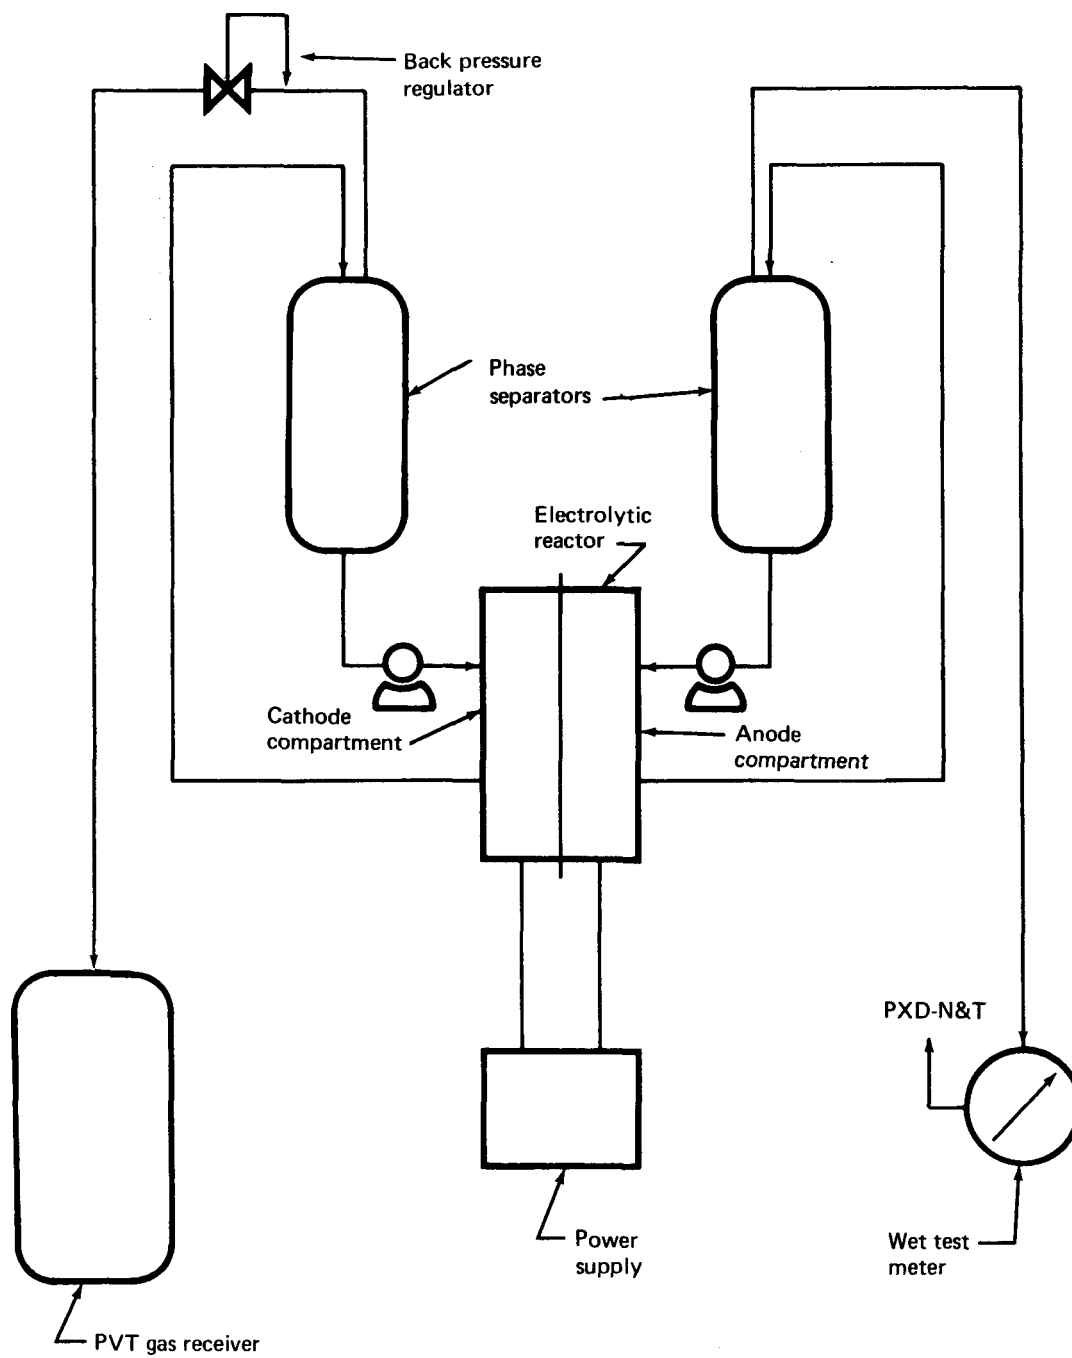 Back pressure
regulator
Phase
separators
Electrolytic
reactor
Cathode
compartment
Anode
compartment
PXD-N&T
Power
supply
Wet test
meter
PVT gas receiver